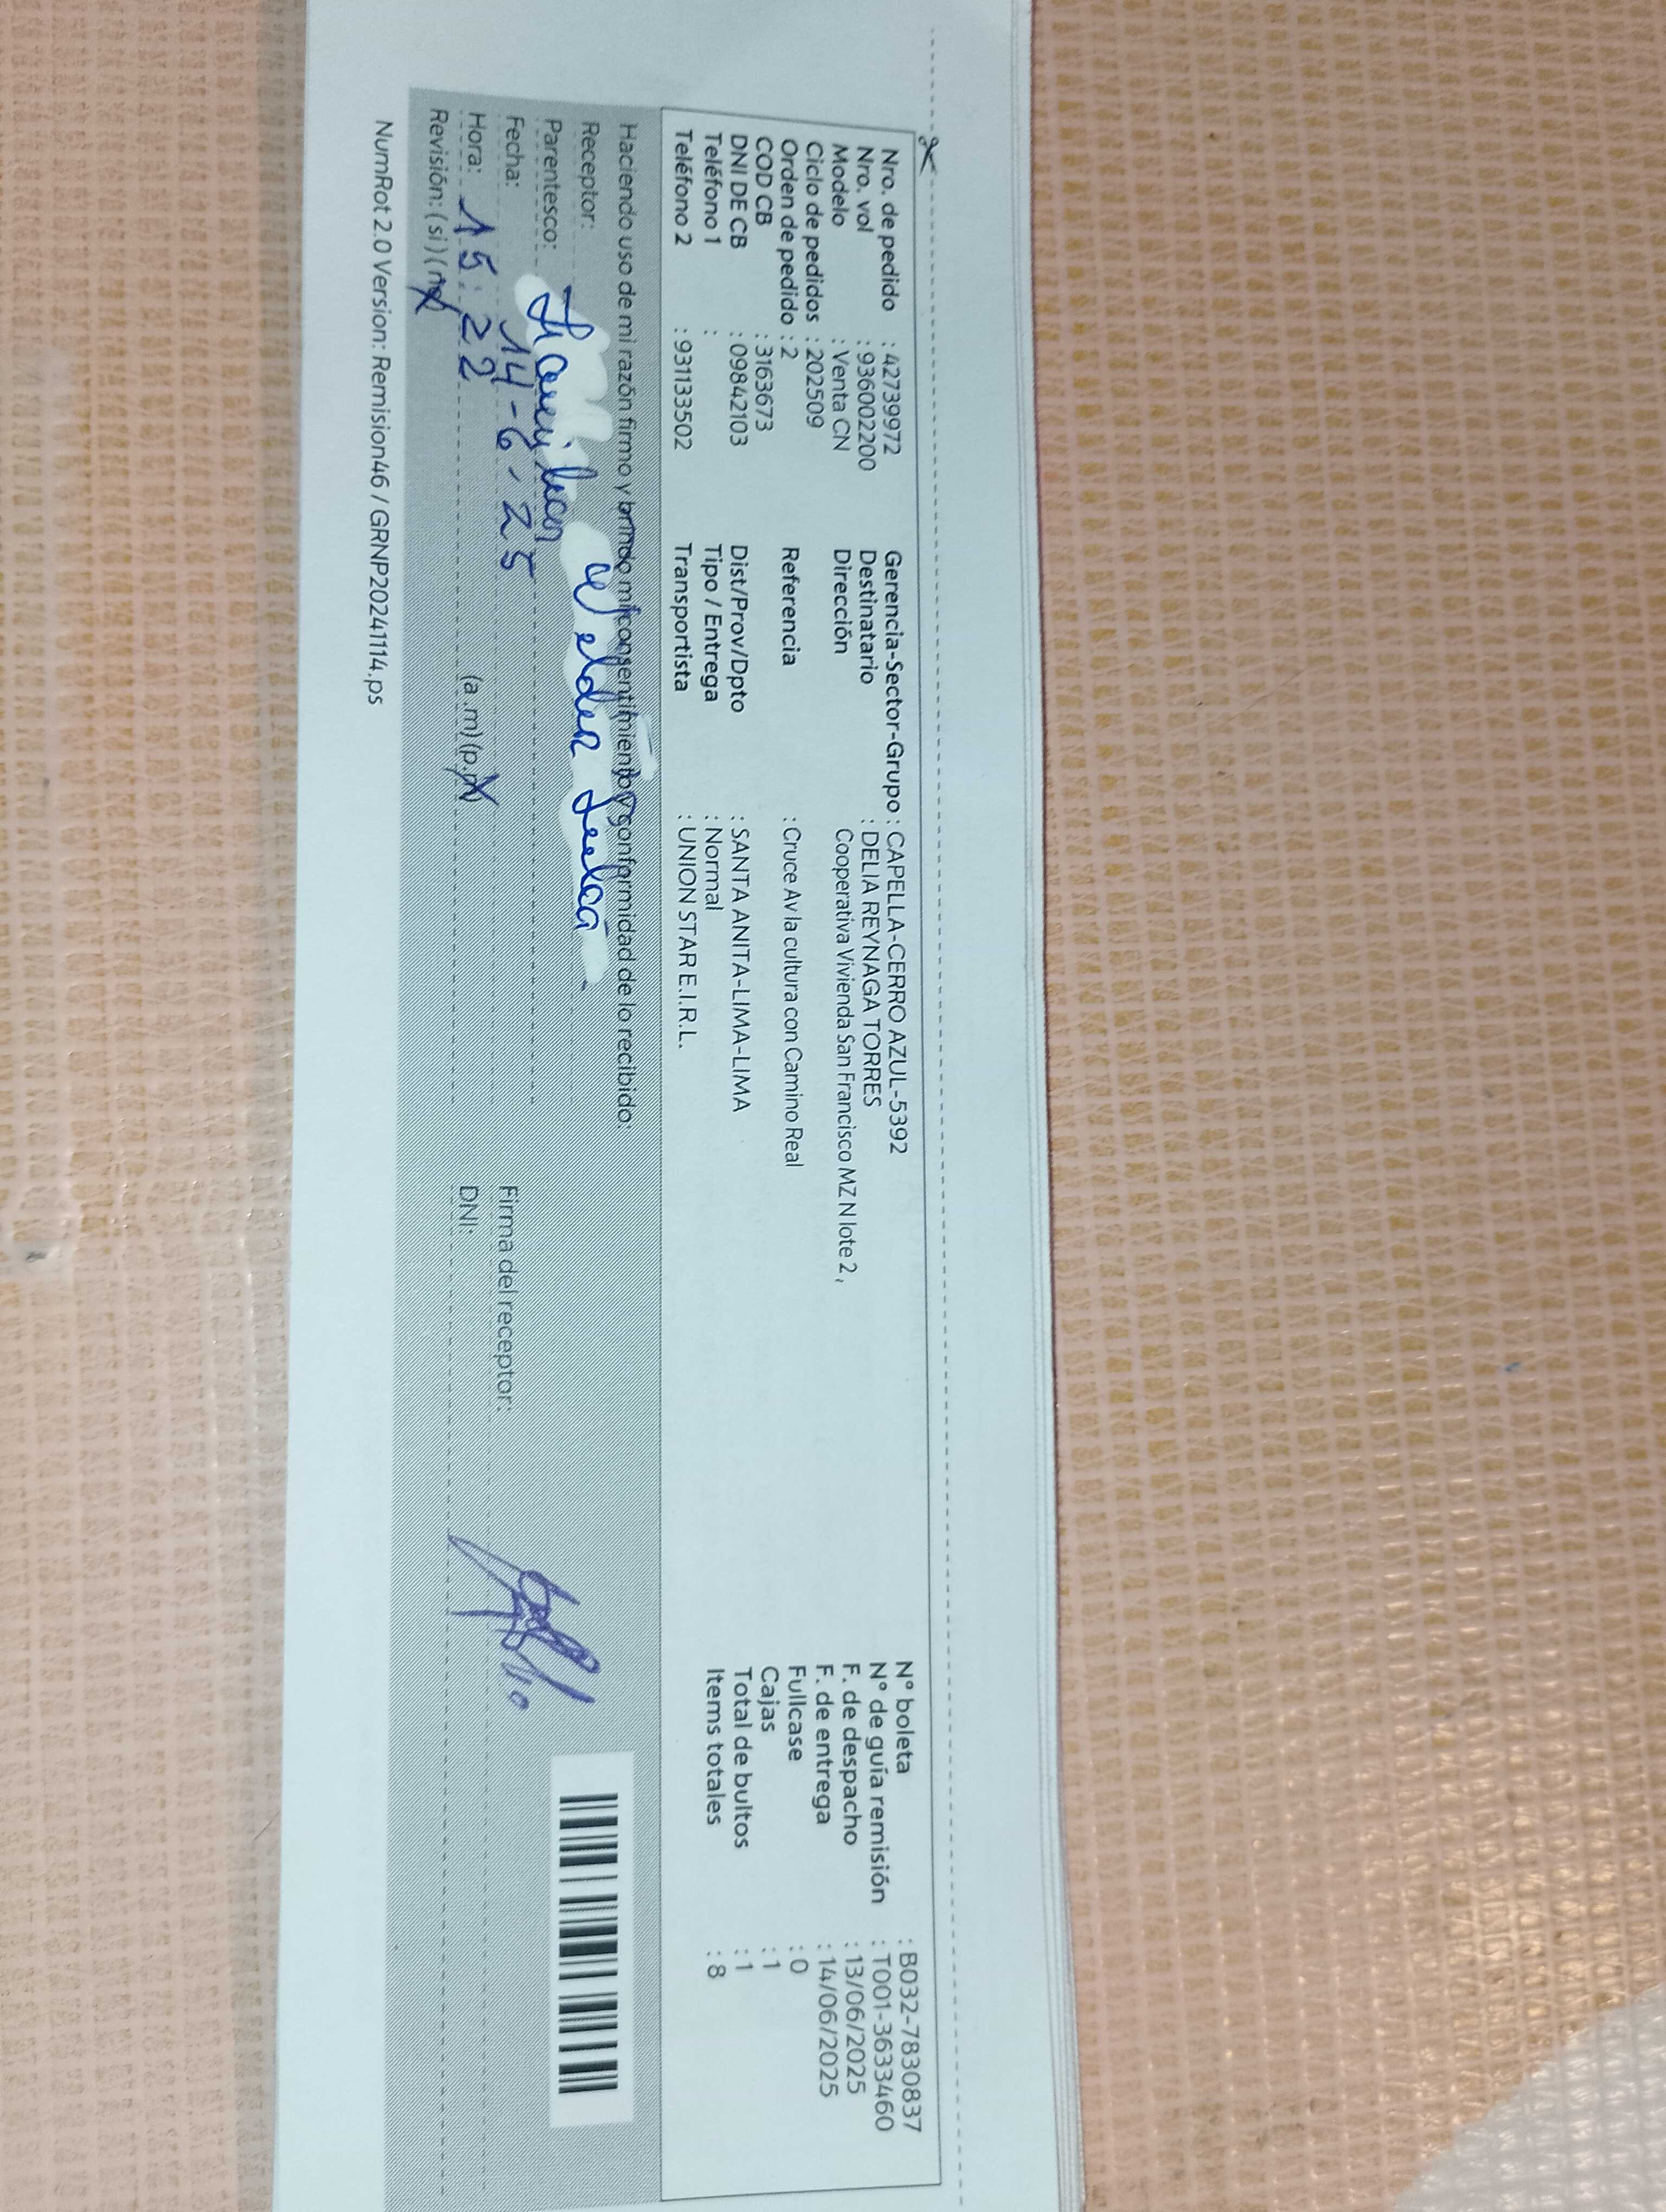 Nro. de pedido : 42739972
Nro. vol : 936002200
Modelo : Venta CN
Ciclo de pedidos : 202509
Orden de pedido : 2
COD CB : 3163673
DNI DE CB : 09842103
Teléfono 1 :
Teléfono 2 : 931133502
Gerencia-Sector-Grupo : CAPELLA-CERRO AZUL-5392
Destinatario : DELIA REYNAGA TORRES
Dirección Cooperativa Vivienda San Francisco MZ N lote 2 ,
Referencia : Cruce Av la cultura con Camino Real
Dist/Prov/Dpto : SANTA ANITA-LIMA-LIMA
Tipo / Entrega : Normal
Transportista : UNION STAR E.I.R.L.
N° boleta : B032-7830837
N° de guía remisión : T001-3633460
F. de despacho : 13/06/2025
F. de entrega : 14/06/2025
Fullcase : 0
Cajas : 1
Total de bultos : 1
Items totales : 8
Haciendo uso de mi razón firmo y brindo mi consentimiento y conformidad de lo recibido:
Receptor:
Parentesco:
Fecha: 14-6-25
Hora: 15:22 (a .m) (p.m)
Revisión: ( si ) ( no)
Firma del receptor:
DNI:
NumRot 2.0 Version: Remision46 / GRNP20241114.ps